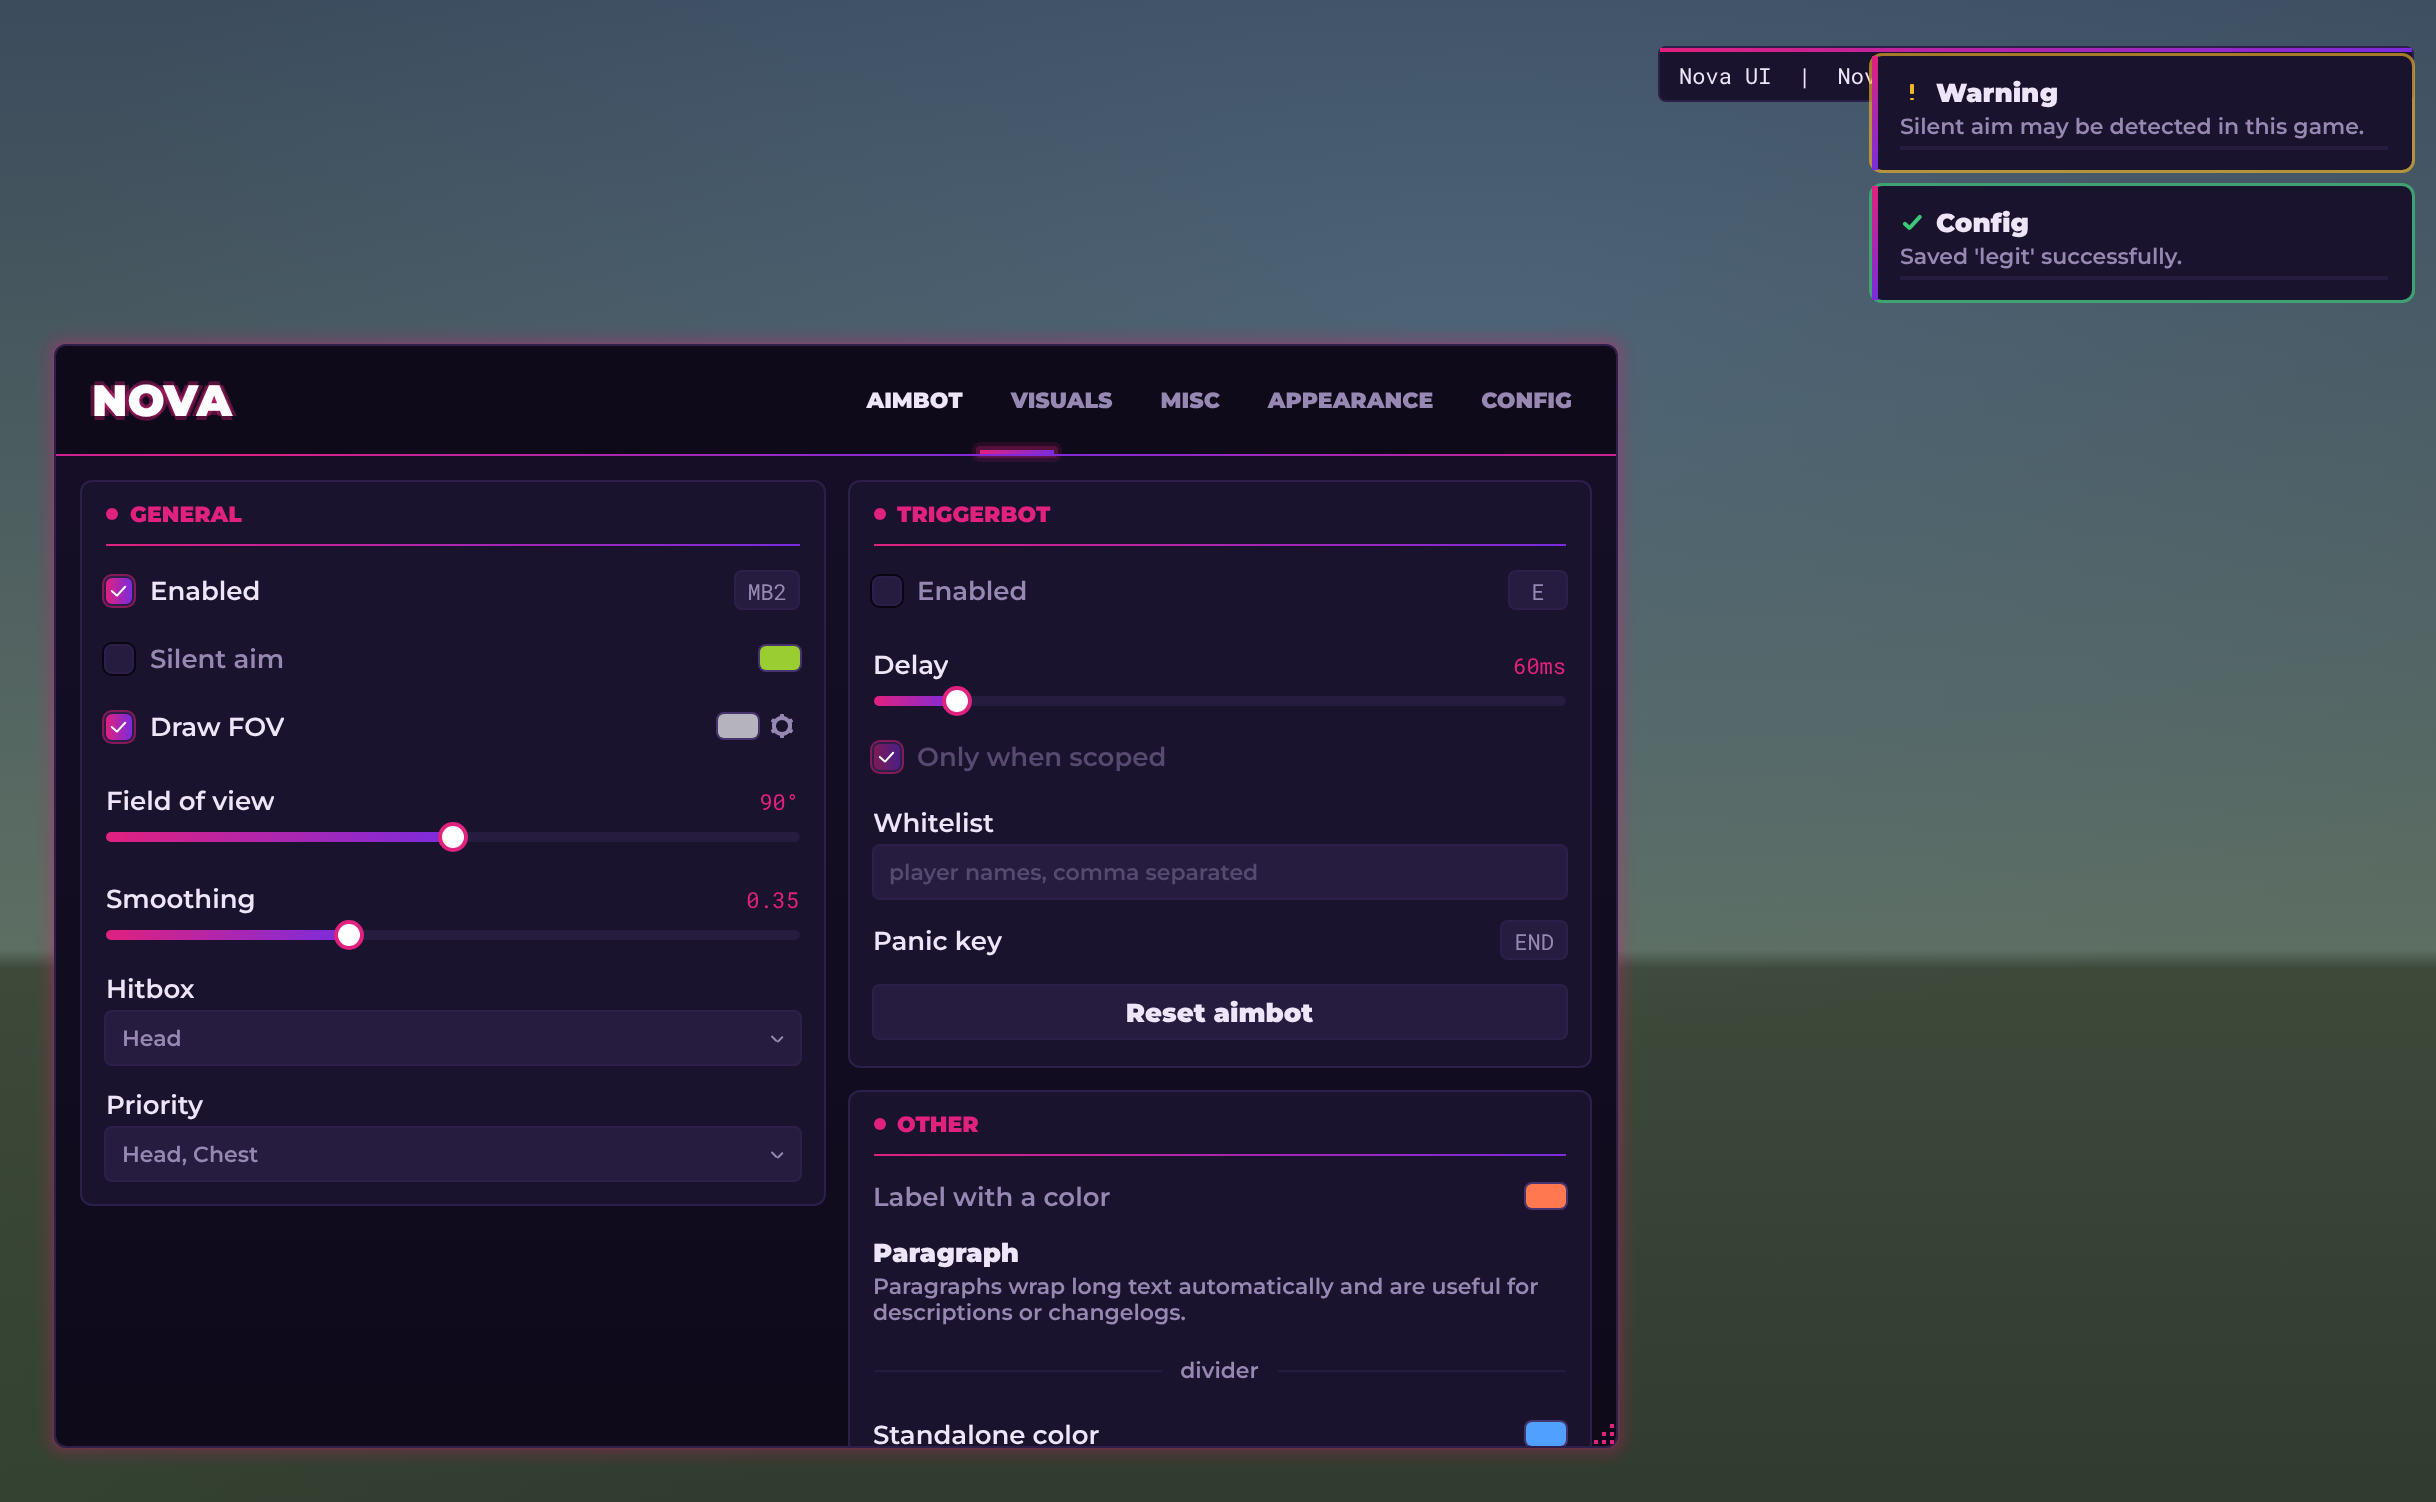 Nova UI | Nov
! Warning
Silent aim may be detected in this game.
Config
Saved 'legit' successfully.
NOVA
AIMBOT VISUALS MISC APPEARANCE CONFIG
GENERAL
Enabled MB2
Silent aim
Draw FOV
Field of view 90°
Smoothing 0.35
Hitbox
Head
Priority
Head, Chest
TRIGGERBOT
Enabled E
Delay 60ms
Only when scoped
Whitelist
player names, comma separated
Panic key END
Reset aimbot
OTHER
Label with a color
Paragraph
Paragraphs wrap long text automatically and are useful for
descriptions or changelogs.
divider
Standalone color